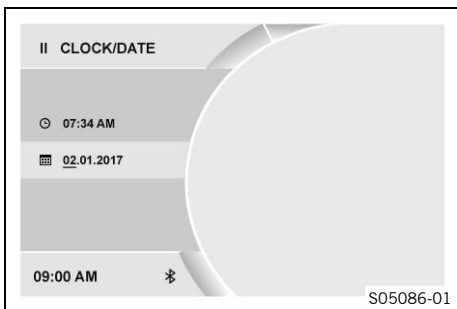 II CLOCK/DATE
07:34 AM
02.01.2017
09:00 AM
S05086-01